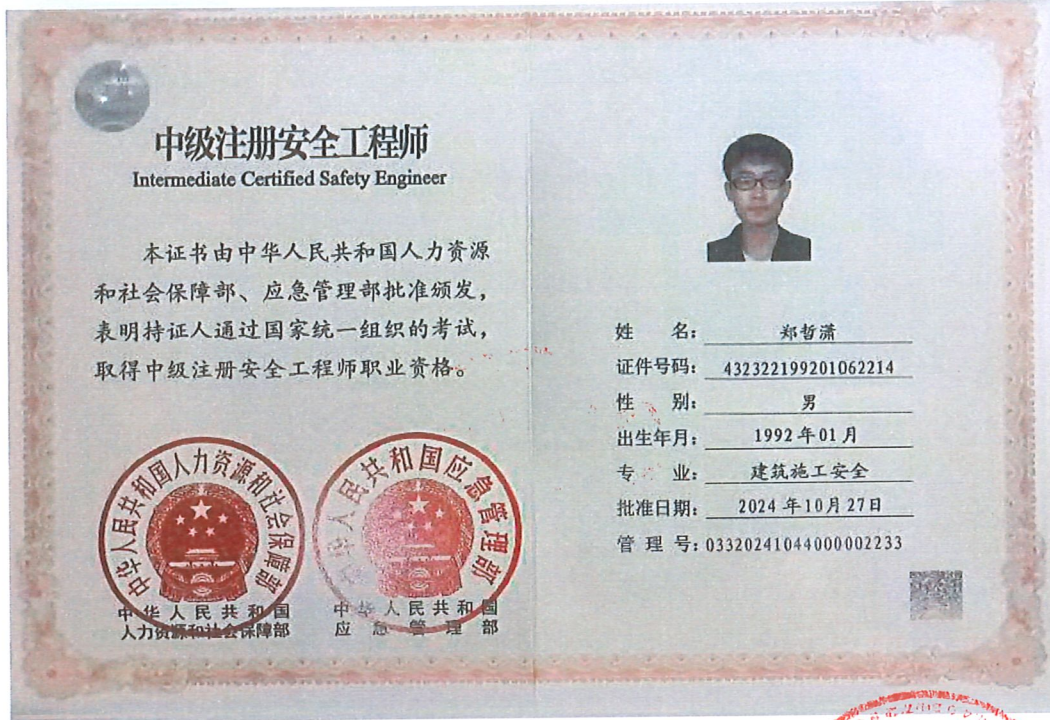 中级注册安全工程师
Intermediate Certified Safety Engineer
本证书由中华人民共和国人力资源
和社会保障部、应急管理部批准颁发，
表明持证人通过国家统一组织的考试，
取得中级注册安全工程师职业资格。
中华人民共和国人力资源和社会保障部
中华人民共和国应急管理部
中华人民共和国
人力资源和社会保障部
中华人民共和国
应急管理部
姓 名：郑哲潇
证件号码：432322199201062214
性 别：男
出生年月：1992年01月
专 业：建筑施工安全
批准日期：2024年10月27日
管 理 号：03320241044000002233